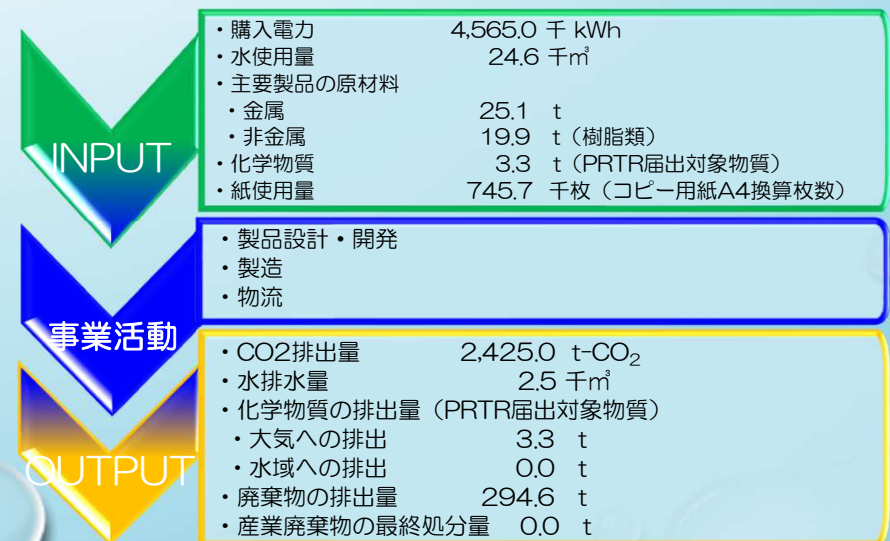 INPUT
・購入電力 4,565.0 千 kWh
・水使用量 24.6 千㎥
・主要製品の原材料
・金属 25.1 t
・非金属 19.9 t（樹脂類）
・化学物質 3.3 t（PRTR届出対象物質）
・紙使用量 745.7 千枚（コピー用紙A4換算枚数）
事業活動
・製品設計・開発
・製造
・物流
OUTPUT
・CO2排出量 2,425.0 t-CO₂
・水排水量 2.5 千㎥
・化学物質の排出量（PRTR届出対象物質）
・大気への排出 3.3 t
・水域への排出 0.0 t
・廃棄物の排出量 294.6 t
・産業廃棄物の最終処分量 0.0 t